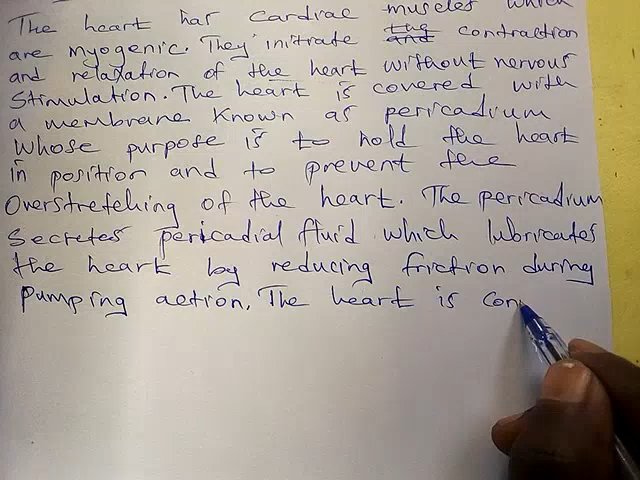 The heart has cardiac muscles which
are myogenic. They initrate the and contraction
and relaxation of the heart without nervous
Stimulation. The heart is covered with
a membrane known as pericadium
whose purpose is to hold the heart
in position and to prevent the
Overstretching of the heart. The pericadium
Secretes pericadial fluid which lubricates
the heart by reducing friction during
pumping action. The heart is con